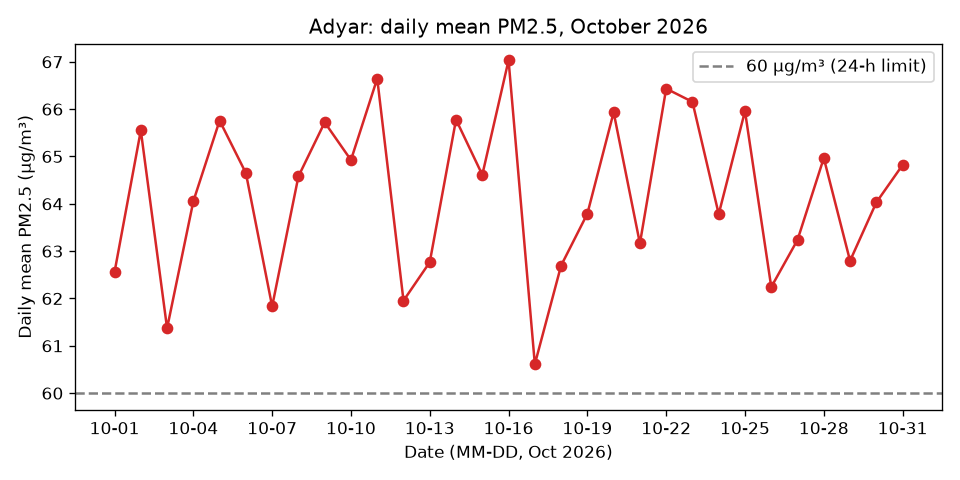 Adyar: daily mean PM2.5, October 2026
60 µg/m³ (24-h limit)
Daily mean PM2.5 (µg/m³)
67
66
65
64
63
62
61
60
10-01 10-04 10-07 10-10 10-13 10-16 10-19 10-22 10-25 10-28 10-31
Date (MM-DD, Oct 2026)